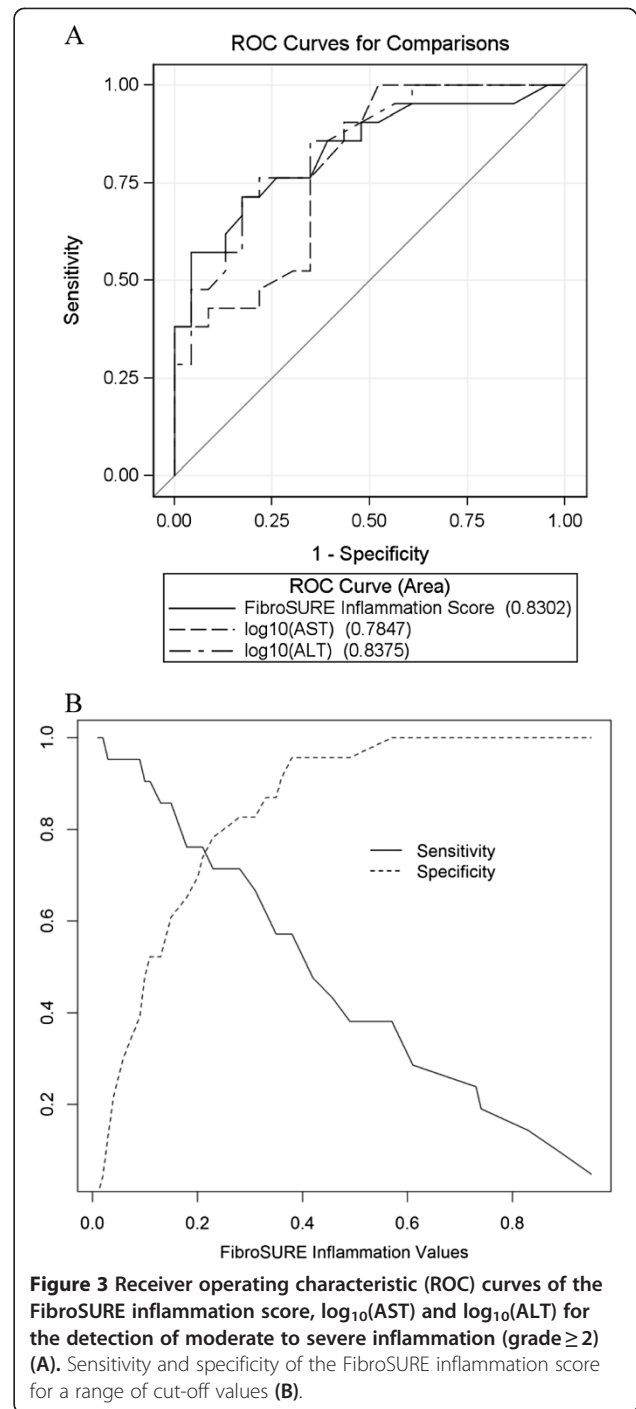 A
ROC Curves for Comparisons
1.00
0.75
0.50
0.25
0.00
Sensitivity
0.00 0.25 0.50 0.75 1.00
1 - Specificity
ROC Curve (Area)
FibroSURE Inflammation Score (0.8302)
log10(AST) (0.7847)
log10(ALT) (0.8375)
B
1.0
0.8
0.6
0.4
0.2
Sensitivity
Specificity
0.0 0.2 0.4 0.6 0.8
FibroSURE Inflammation Values
Figure 3 Receiver operating characteristic (ROC) curves of the
FibroSURE inflammation score, log₁₀(AST) and log₁₀(ALT) for
the detection of moderate to severe inflammation (grade ≥ 2)
(A). Sensitivity and specificity of the FibroSURE inflammation score
for a range of cut-off values (B).